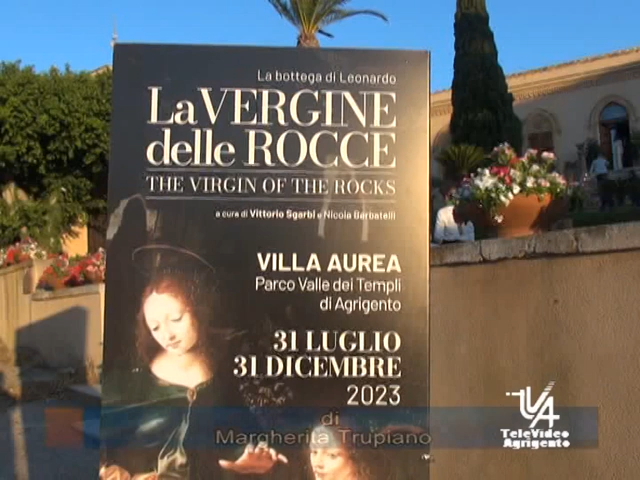 La bottega di Leonardo
La VERGINE
delle ROCCE
THE VIRGIN OF THE ROCKS
a cura di Vittorio Sgarbi e Nicola Barbatelli
VILLA AUREA
Parco Valle dei Templi
di Agrigento
31 LUGLIO
31 DICEMBRE
2023
di
Margherita Trupiano
TVA
TeleVideo
Agrigento